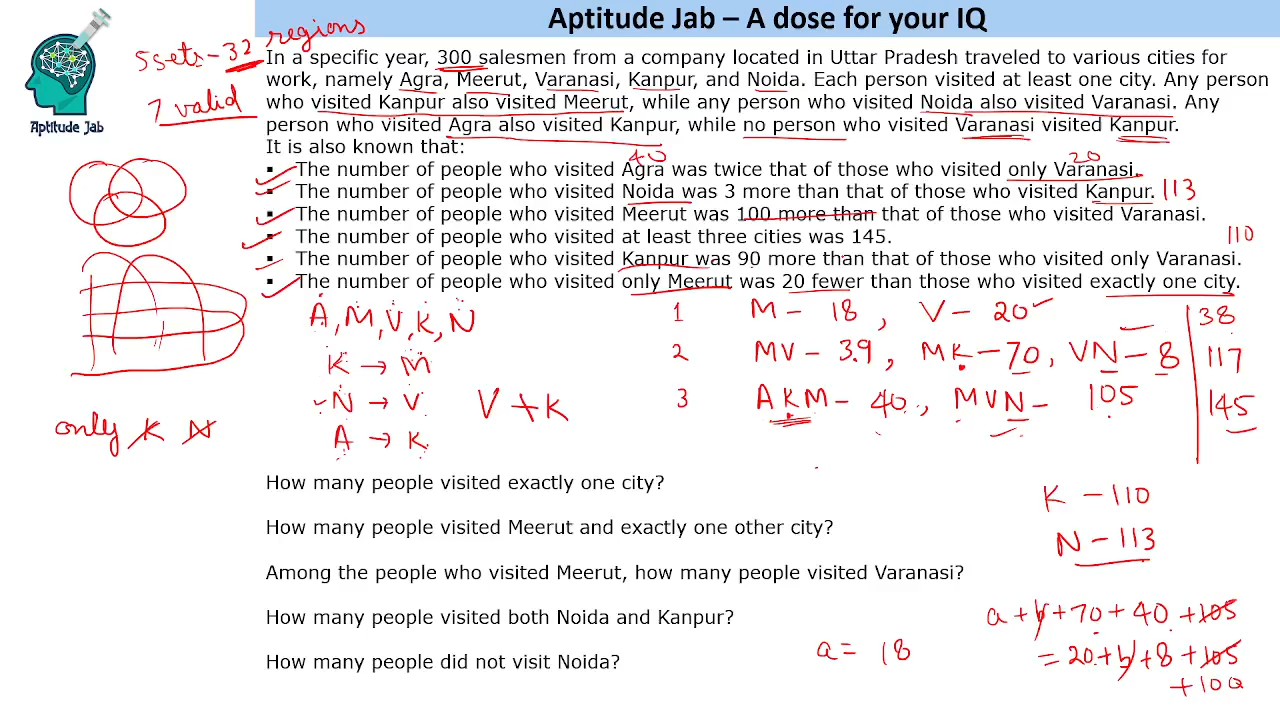 Aptitude Jab – A dose for your IQ
5 sets - 32 regions
7 valid
Aptitude Jab
In a specific year, 300 salesmen from a company located in Uttar Pradesh traveled to various cities for
work, namely Agra, Meerut, Varanasi, Kanpur, and Noida. Each person visited at least one city. Any person
who visited Kanpur also visited Meerut, while any person who visited Noida also visited Varanasi. Any
person who visited Agra also visited Kanpur, while no person who visited Varanasi visited Kanpur.
It is also known that:
40 20
▪ The number of people who visited Agra was twice that of those who visited only Varanasi.
▪ The number of people who visited Noida was 3 more than that of those who visited Kanpur. 113
▪ The number of people who visited Meerut was 100 more than that of those who visited Varanasi.
▪ The number of people who visited at least three cities was 145. 110
▪ The number of people who visited Kanpur was 90 more than that of those who visited only Varanasi.
▪ The number of people who visited only Meerut was 20 fewer than those who visited exactly one city.
A, M, V, K, N
K → M
N → V
A → K
V + K
only K N
1 M - 18 , V - 20 38
2 MV - 39 , MK - 70 , VN - 8 117
3 AKM - 40 , MVN - 105 145
How many people visited exactly one city?
How many people visited Meerut and exactly one other city?
Among the people who visited Meerut, how many people visited Varanasi?
How many people visited both Noida and Kanpur?
How many people did not visit Noida?
K - 110
N - 113
a + b + 70 + 40 + 105
= 20 + b + 8 + 105
+ 100
a = 18